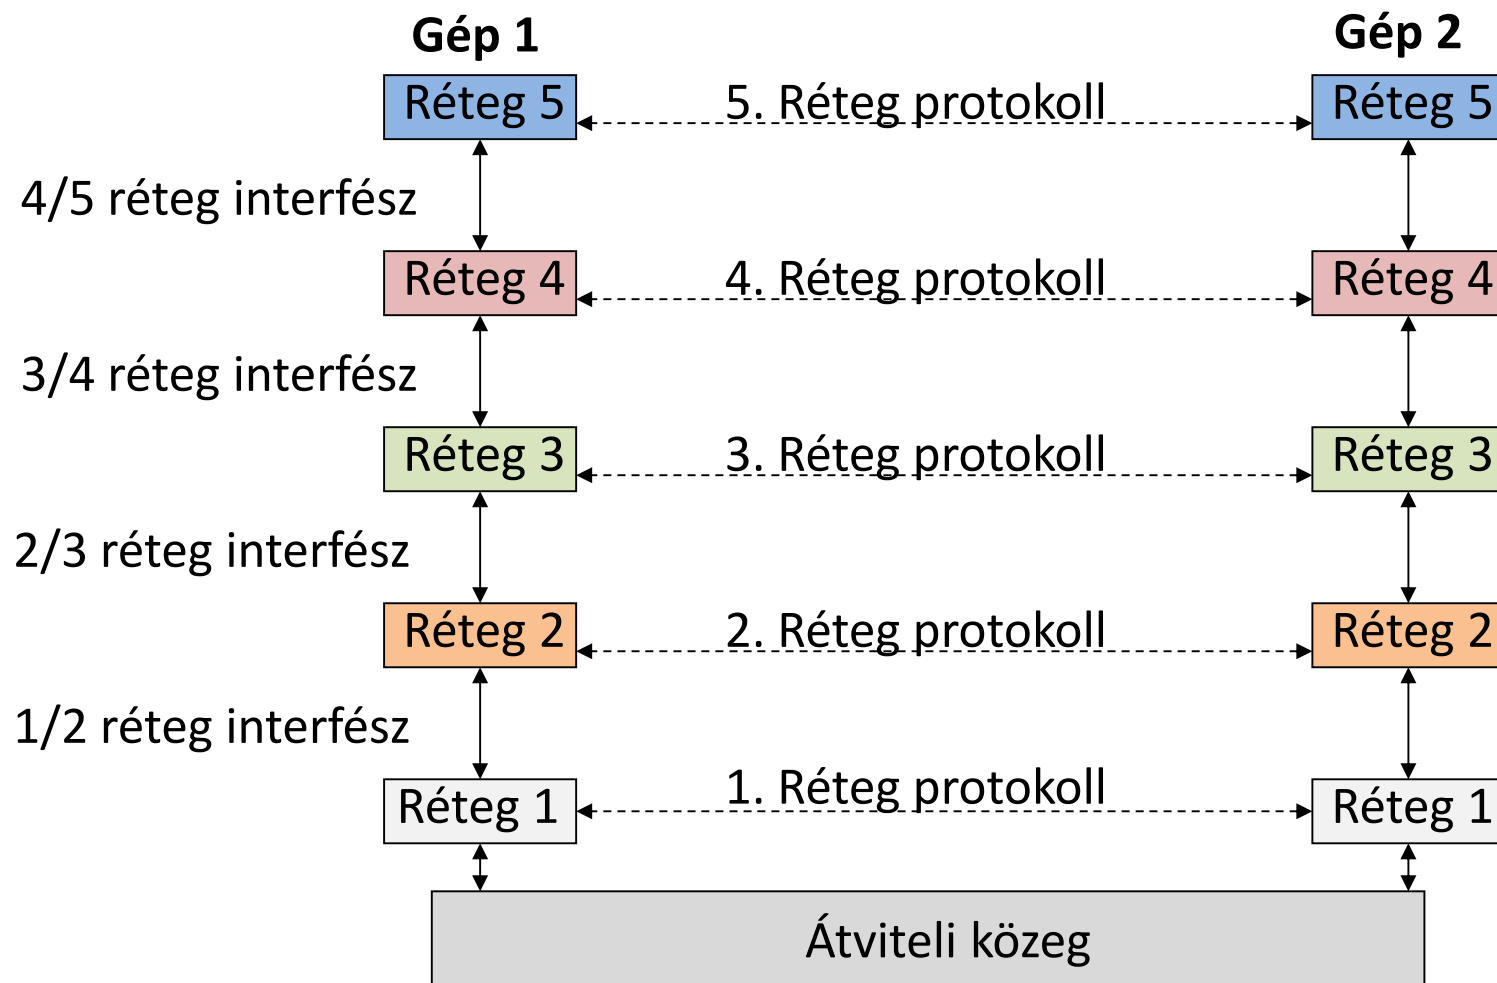 Gép 1
Gép 2
Réteg 5
5. Réteg protokoll
Réteg 5
4/5 réteg interfész
Réteg 4
4. Réteg protokoll
Réteg 4
3/4 réteg interfész
Réteg 3
3. Réteg protokoll
Réteg 3
2/3 réteg interfész
Réteg 2
2. Réteg protokoll
Réteg 2
1/2 réteg interfész
Réteg 1
1. Réteg protokoll
Réteg 1
Átviteli közeg